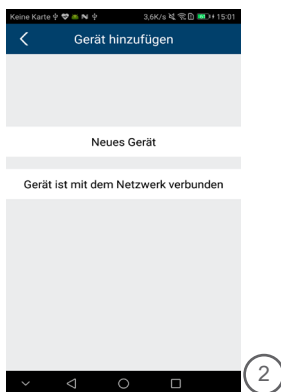 Keine Karte 3,6K/s 15:01
Gerät hinzufügen
Neues Gerät
Gerät ist mit dem Netzwerk verbunden
2